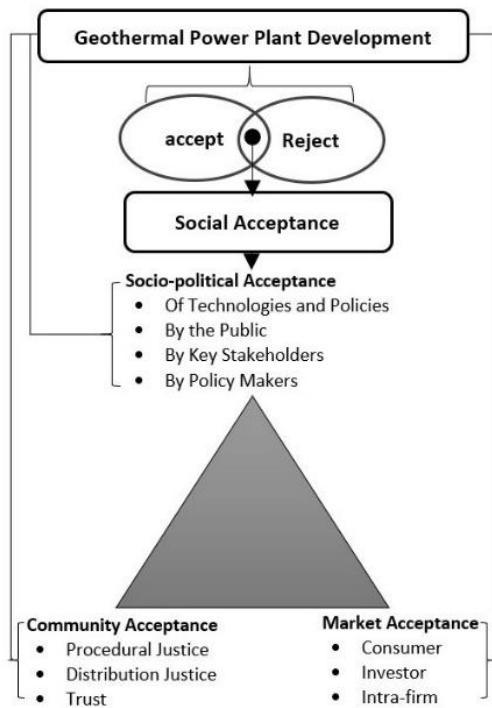 Geothermal Power Plant Development
accept
Reject
Social Acceptance
Socio-political Acceptance
• Of Technologies and Policies
• By the Public
• By Key Stakeholders
• By Policy Makers
Community Acceptance
• Procedural Justice
• Distribution Justice
• Trust
Market Acceptance
• Consumer
• Investor
• Intra-firm